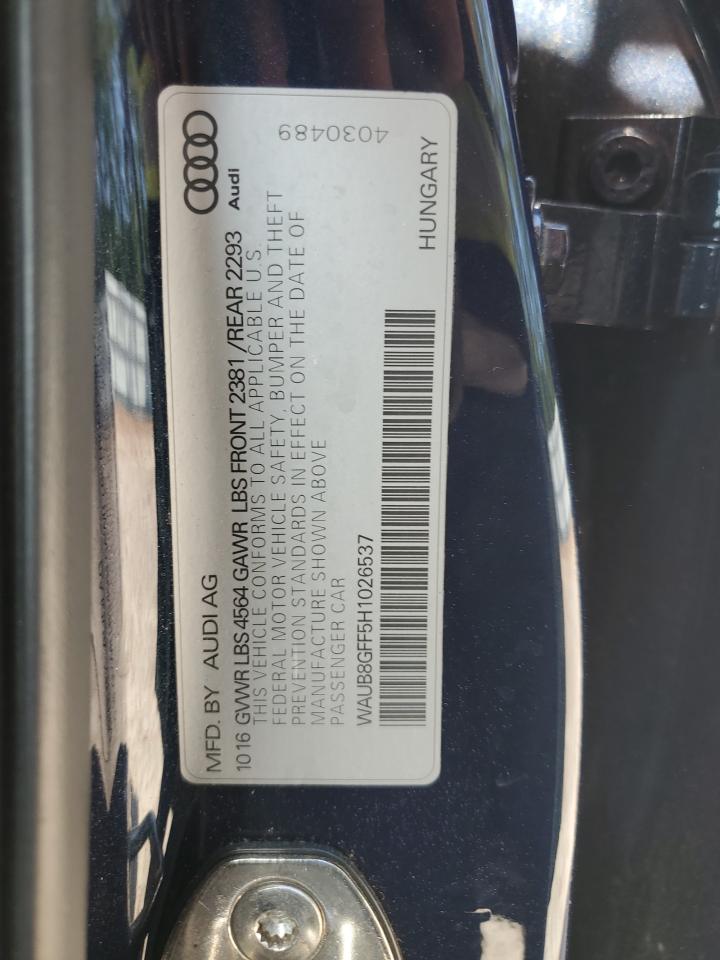 Audi
4030489
MFD. BY AUDI AG
1016 GVWR LBS 4564 GAWR LBS FRONT 2381/REAR 2293
THIS VEHICLE CONFORMS TO ALL APPLICABLE U.S.
FEDERAL MOTOR VEHICLE SAFETY, BUMPER AND THEFT
PREVENTION STANDARDS IN EFFECT ON THE DATE OF
MANUFACTURE SHOWN ABOVE
PASSENGER CAR
WAUB8GFF5H1026537
HUNGARY